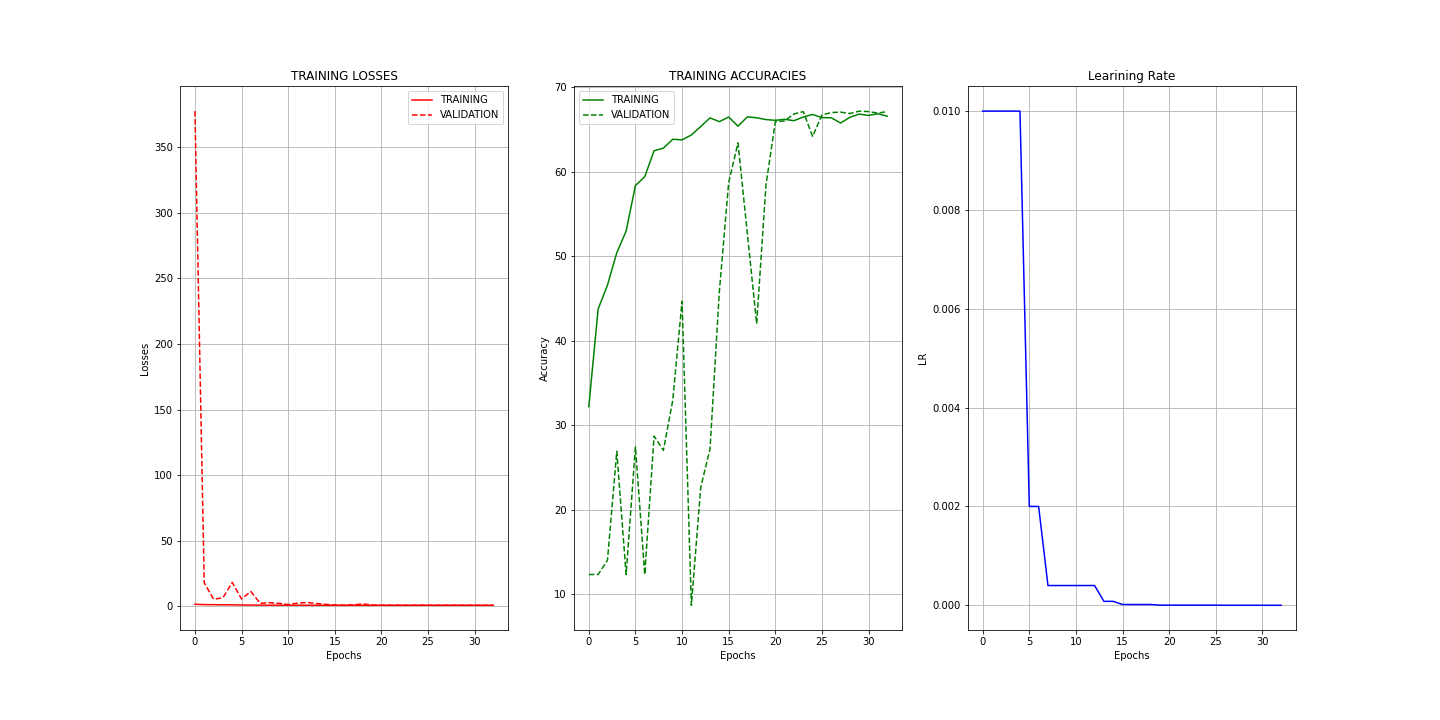 TRAINING LOSSES
TRAINING
VALIDATION
350
300
250
200
150
100
50
0
Losses
0 5 10 15 20 25 30
Epochs
TRAINING ACCURACIES
TRAINING
VALIDATION
70
60
50
40
30
20
10
Accuracy
0 5 10 15 20 25 30
Epochs
Learining Rate
0.010
0.008
0.006
0.004
0.002
0.000
LR
0 5 10 15 20 25 30
Epochs